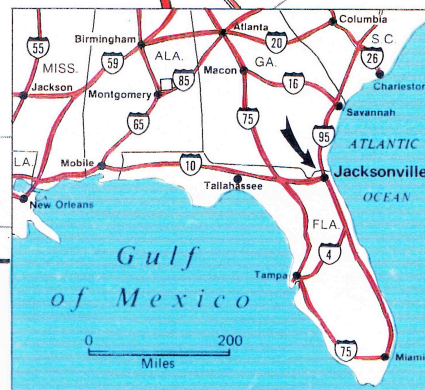 Columbia
Atlanta
Birmingham
20
S.C.
55
ALA.
59
26
MISS.
GA.
Macon
85
16
Jackson
Charleston
Montgomery
Savannah
75
65
95
ATLANTIC
LA.
Mobile
10
Jacksonville
Tallahassee
OCEAN
New Orleans
FLA.
Gulf
4
Tampa
of Mexico
0
200
75
Miles
Miami